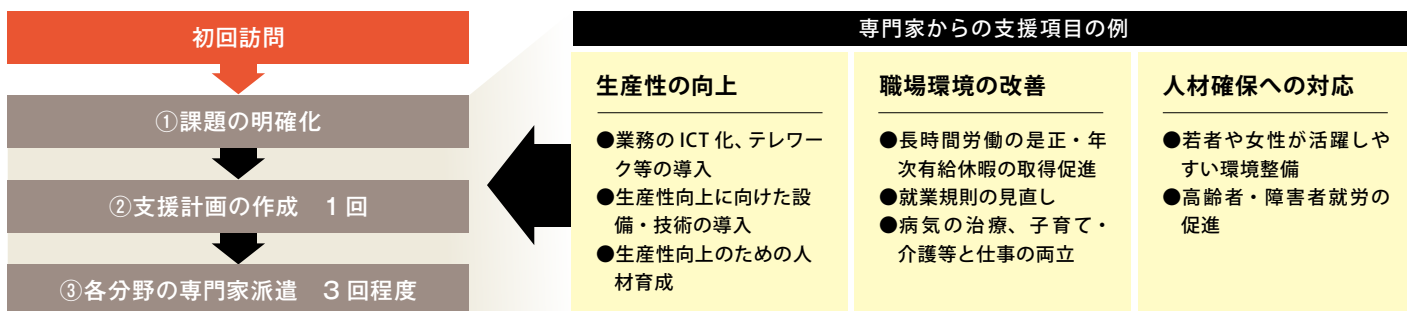 初回訪問
①課題の明確化
②支援計画の作成　1回
③各分野の専門家派遣　3回程度
専門家からの支援項目の例
生産性の向上
●業務のICT化、テレワー
ク等の導入
●生産性向上に向けた設
備・技術の導入
●生産性向上のための人
材育成
職場環境の改善
●長時間労働の是正・年
次有給休暇の取得促進
●就業規則の見直し
●病気の治療、子育て・
介護等と仕事の両立
人材確保への対応
●若者や女性が活躍しや
すい環境整備
●高齢者・障害者就労の
促進